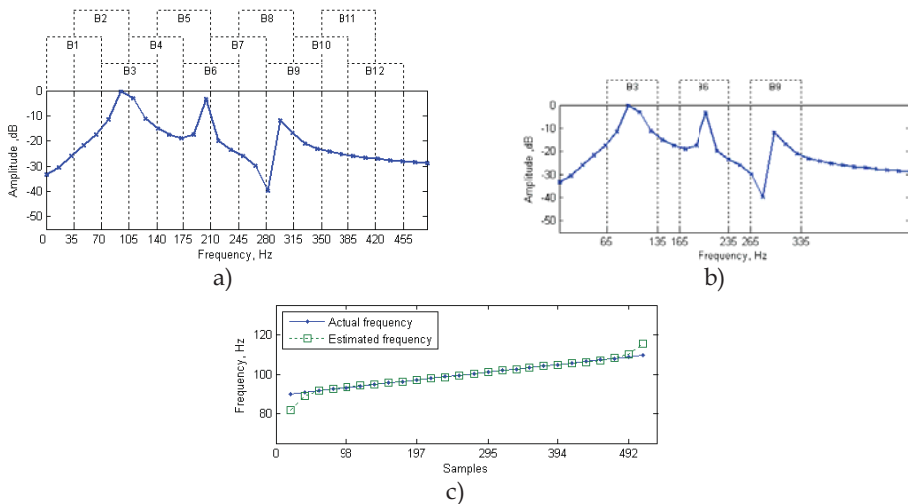 B2 B5 B8 B11
B1 B4 B7 B10
B3 B6 B9 B12
0
-10
-20
-30
-40
-50
Amplitude ,dB
0 35 70 105 140 175 210 245 280 315 350 385 420 455
Frequency, Hz
a)
B3 B6 B9
0
-10
-20
-30
-40
-50
Amplitude ,dB
65 135 165 235 265 335
Frequency, Hz
b)
Actual frequency
Estimated frequency
120
100
80
Frequency, Hz
0 98 197 295 394 492
Samples
c)